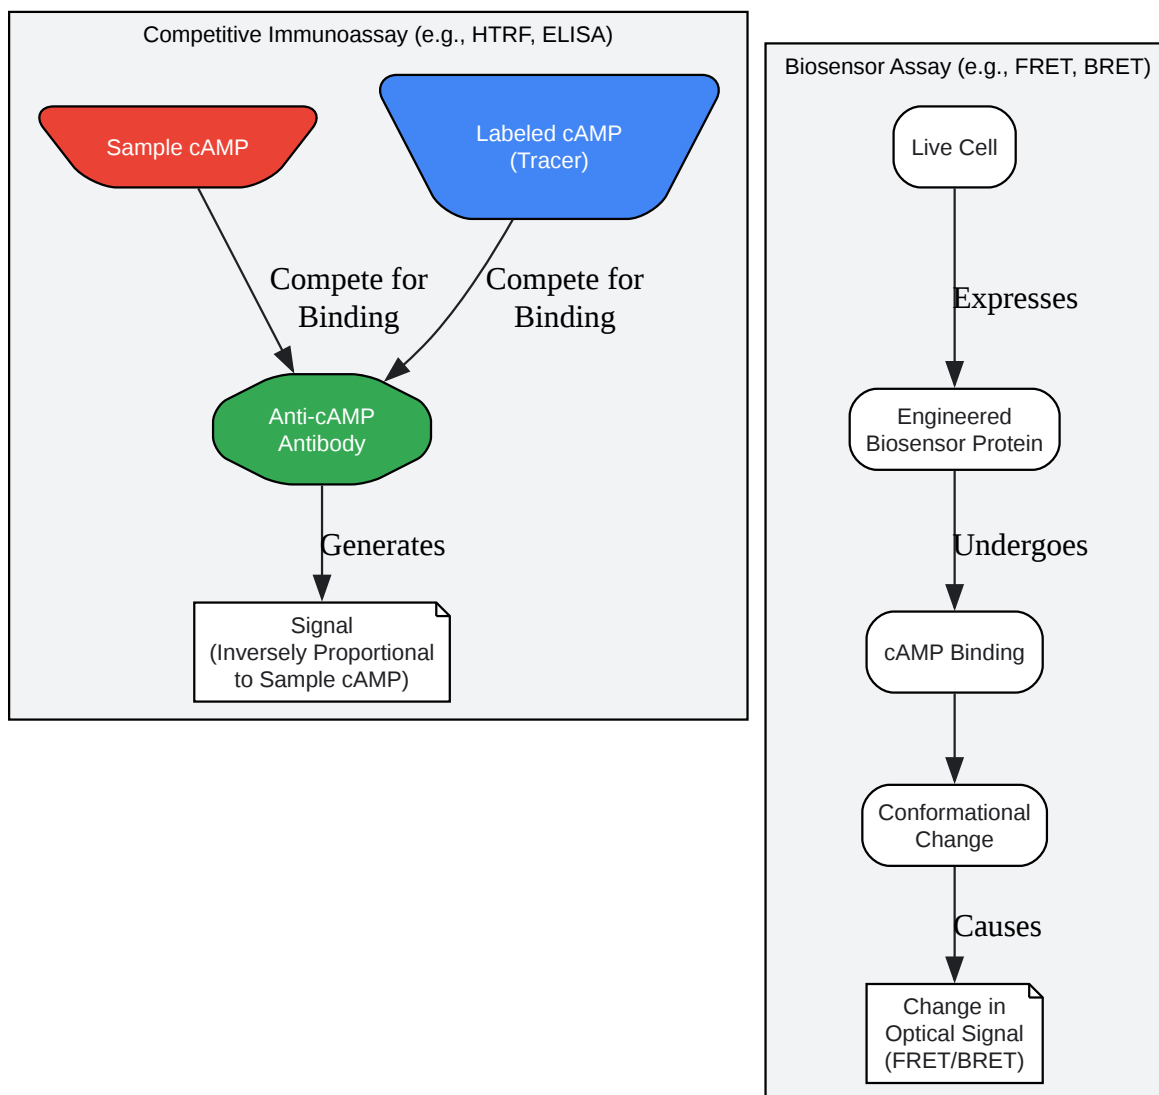 Competitive Immunoassay (e.g., HTRF, ELISA)
Sample cAMP
Labeled cAMP
(Tracer)
Compete for
Binding
Compete for
Binding
Anti-cAMP
Antibody
Generates
Signal
(Inversely Proportional
to Sample cAMP)
Biosensor Assay (e.g., FRET, BRET)
Live Cell
Expresses
Engineered
Biosensor Protein
Undergoes
cAMP Binding
Conformational
Change
Causes
Change in
Optical Signal
(FRET/BRET)